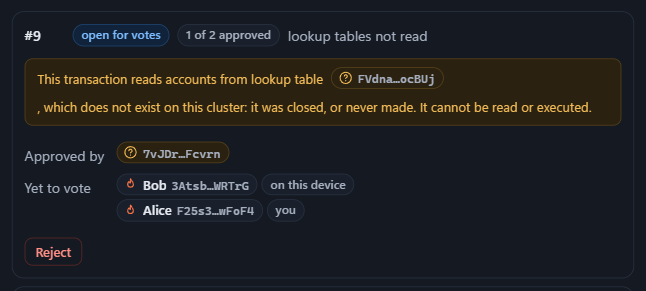 #9 open for votes 1 of 2 approved lookup tables not read
This transaction reads accounts from lookup table FVdna…ocBUj
, which does not exist on this cluster: it was closed, or never made. It cannot be read or executed.
Approved by 7vJDr…Fcvrn
Yet to vote Bob 3Atsb…WRTrG on this device
Alice F25s3…wFoF4 you
Reject